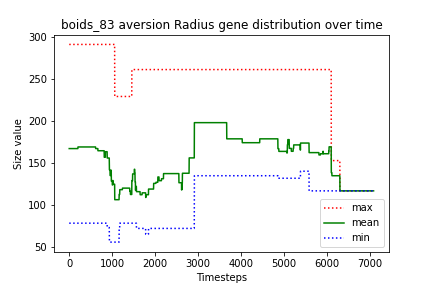 boids_83 aversion Radius gene distribution over time
300
250
200
150
100
50
Size value
0
1000
2000
3000
4000
5000
6000
7000
Timesteps
max
mean
min